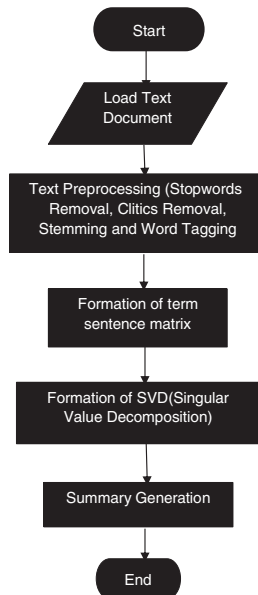 Start
Load Text
Document
Text Preprocessing (Stopwords
Removal, Clitics Removal,
Stemming and Word Tagging
Formation of term
sentence matrix
Formation of SVD(Singular
Value Decomposition)
Summary Generation
End